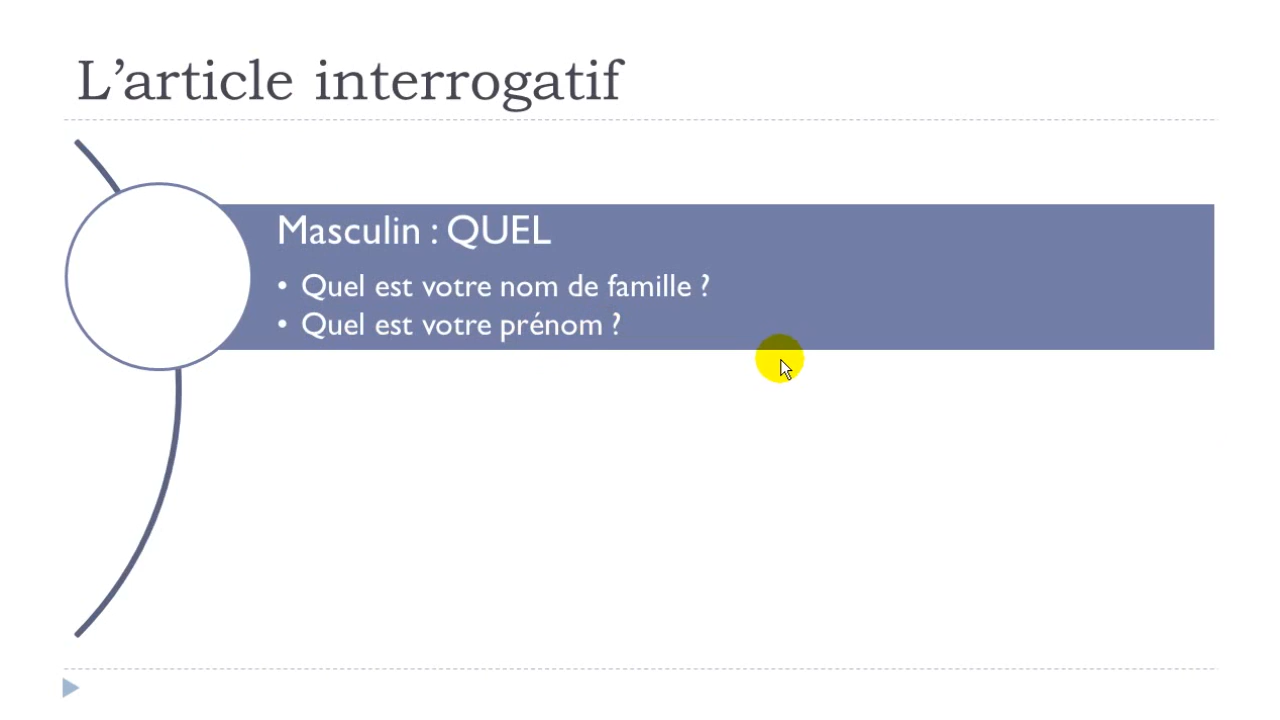 L’article interrogatif
Masculin : QUEL
• Quel est votre nom de famille ?
• Quel est votre prénom ?